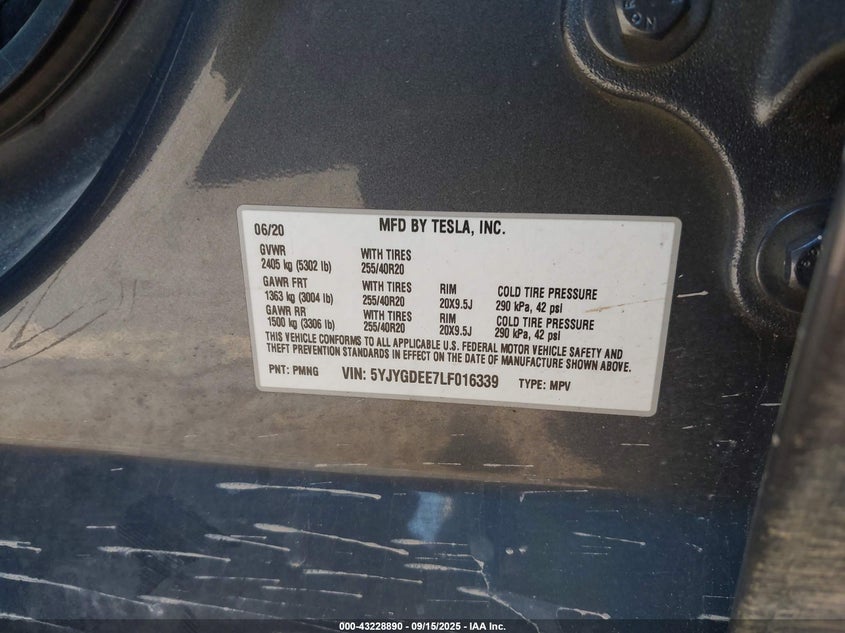 06/20 MFD BY TESLA, INC.
GVWR WITH TIRES
2405 kg (5302 lb) 255/40R20
GAWR FRT WITH TIRES RIM COLD TIRE PRESSURE
1363 kg (3004 lb) 255/40R20 20X9.5J 290 kPa, 42 psi
GAWR RR WITH TIRES RIM COLD TIRE PRESSURE
1500 kg (3306 lb) 255/40R20 20X9.5J 290 kPa, 42 psi
THIS VEHICLE CONFORMS TO ALL APPLICABLE U.S. FEDERAL MOTOR VEHICLE SAFETY AND
THEFT PREVENTION STANDARDS IN EFFECT ON THE DATE OF MANUFACTURE SHOWN ABOVE.
PNT: PMNG VIN: 5YJYGDEE7LF016339 TYPE: MPV
000-43228890 - 09/15/2025 - IAA Inc.